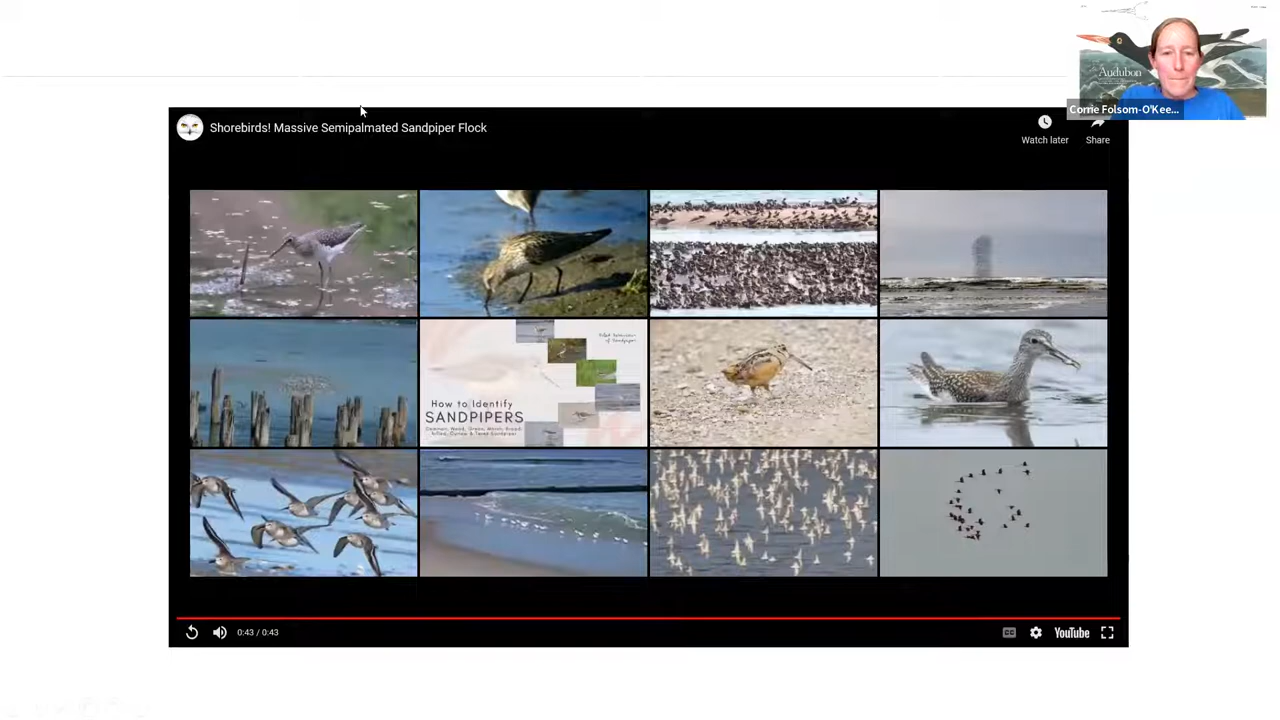 Audubon
Corrie Folsom-O'Kee...
Shorebirds! Massive Semipalmated Sandpiper Flock
Watch later
Share
How to Identify
SANDPIPERS
0:43 / 0:43
CC
YouTube